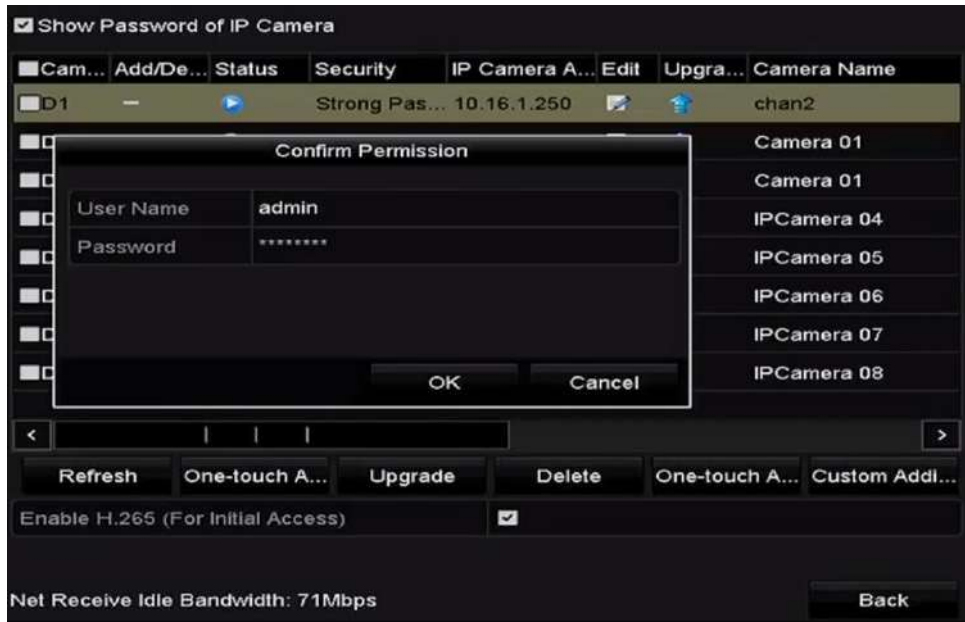 Show Password of IP Camera
Cam... Add/De... Status Security IP Camera A... Edit Upgra... Camera Name
D1 — Strong Pas... 10.16.1.250 chan2
Confirm Permission
D Camera 01
D Camera 01
User Name admin
D IPCamera 04
Password ********
D IPCamera 05
D IPCamera 06
D IPCamera 07
D IPCamera 08
OK Cancel
< >
Refresh One-touch A... Upgrade Delete One-touch A... Custom Addi...
Enable H.265 (For Initial Access)
Net Receive Idle Bandwidth: 71Mbps Back